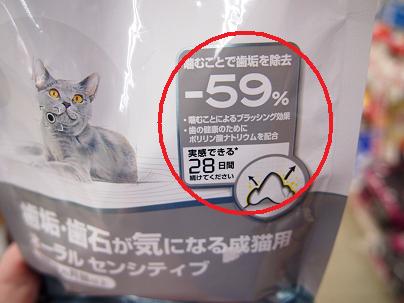 噛むことで歯垢を除去
-59%
・噛むことによるブラッシング効果
・歯の健康のために
ポリリン酸ナトリウムを配合
実感できる*
28日間
続けてください
歯垢・歯石が気になる成猫用
オーラル センシティブ